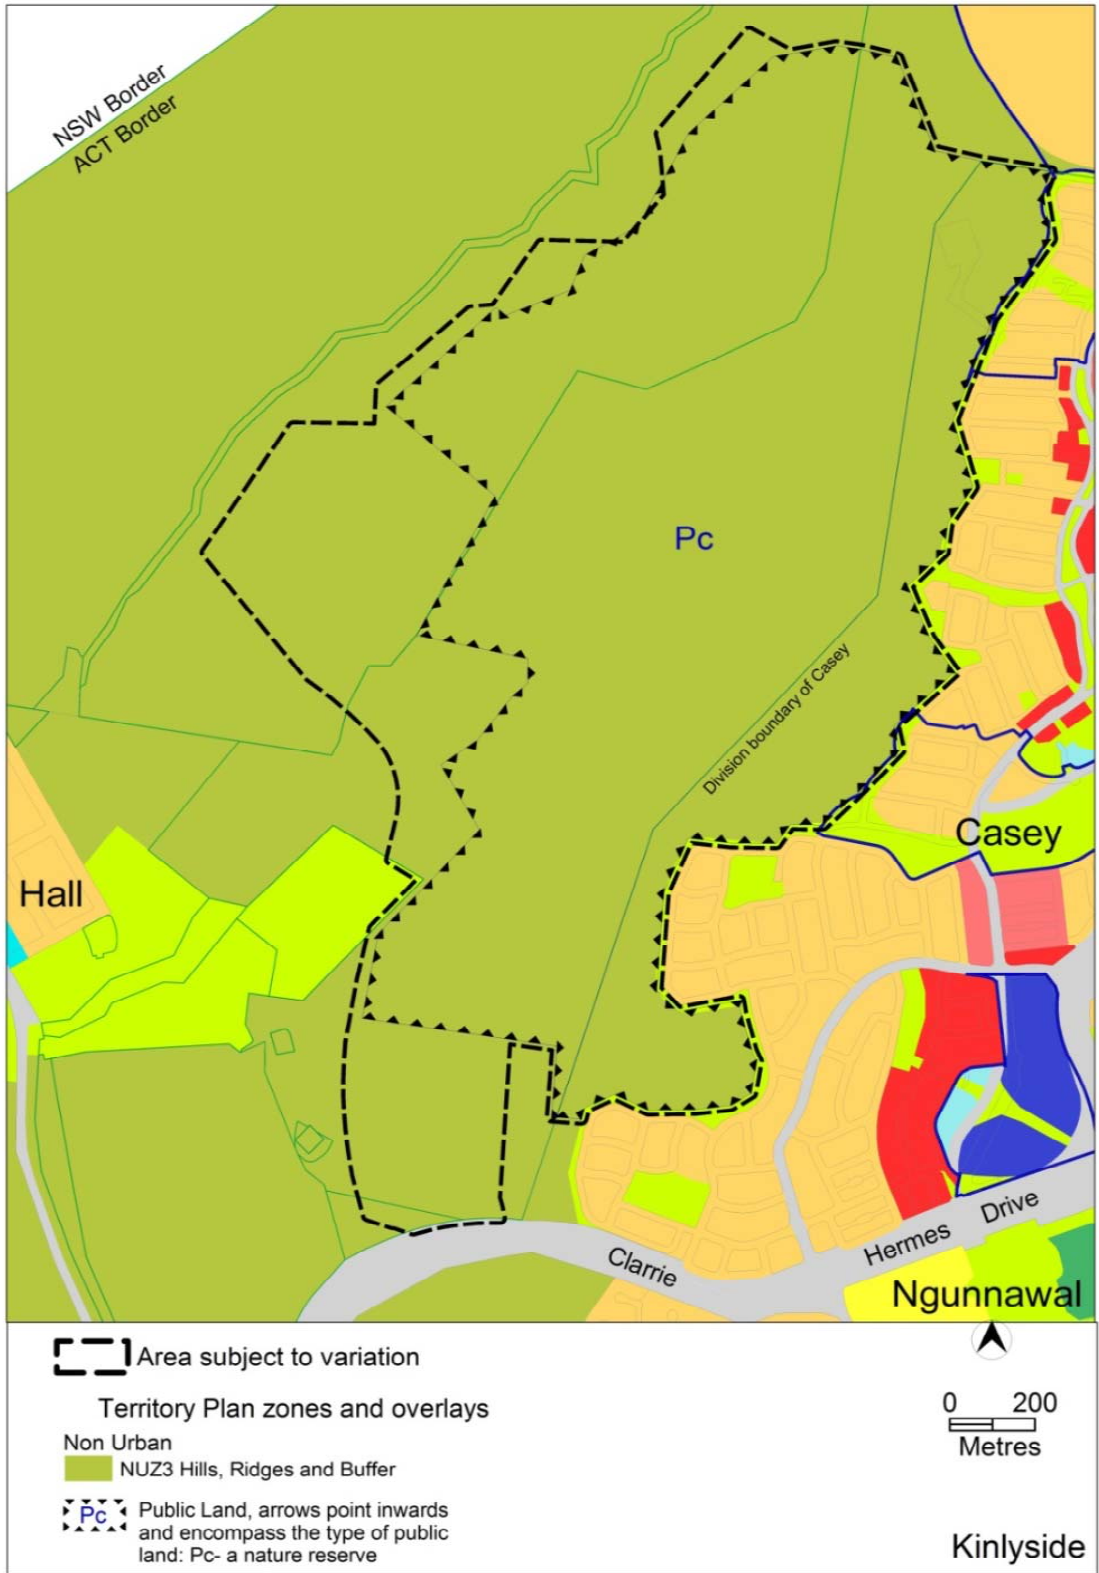 NSW Border
ACT Border
Pc
Division boundary of Casey
Casey
Hall
Clarrie
Hermes
Drive
Ngunnawal
Area subject to variation
Territory Plan zones and overlays
Non Urban
NUZ3 Hills, Ridges and Buffer
Pc
Public Land, arrows point inwards
and encompass the type of public
land: Pc- a nature reserve
0 200
Metres
Kinlyside